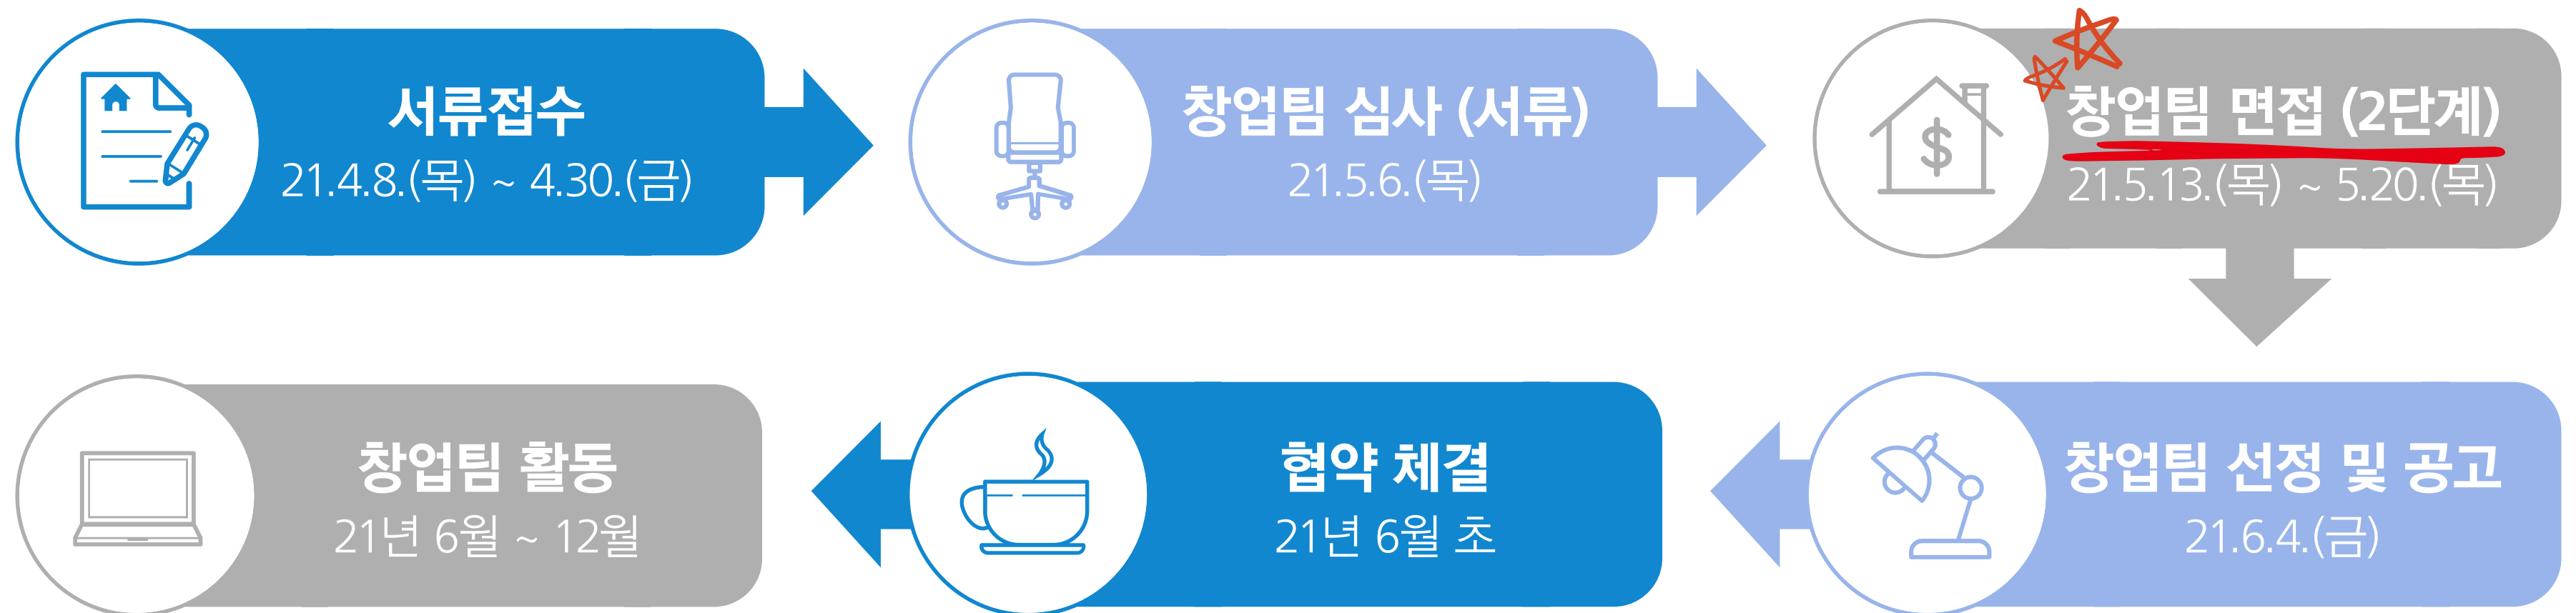 서류접수
21.4.8.(목) ~ 4.30.(금)
창업팀 심사 (서류)
21.5.6.(목)
창업팀 면접 (2단계)
21.5.13.(목) ~ 5.20.(목)
창업팀 선정 및 공고
21.6.4.(금)
협약 체결
21년 6월 초
창업팀 활동
21년 6월 ~ 12월